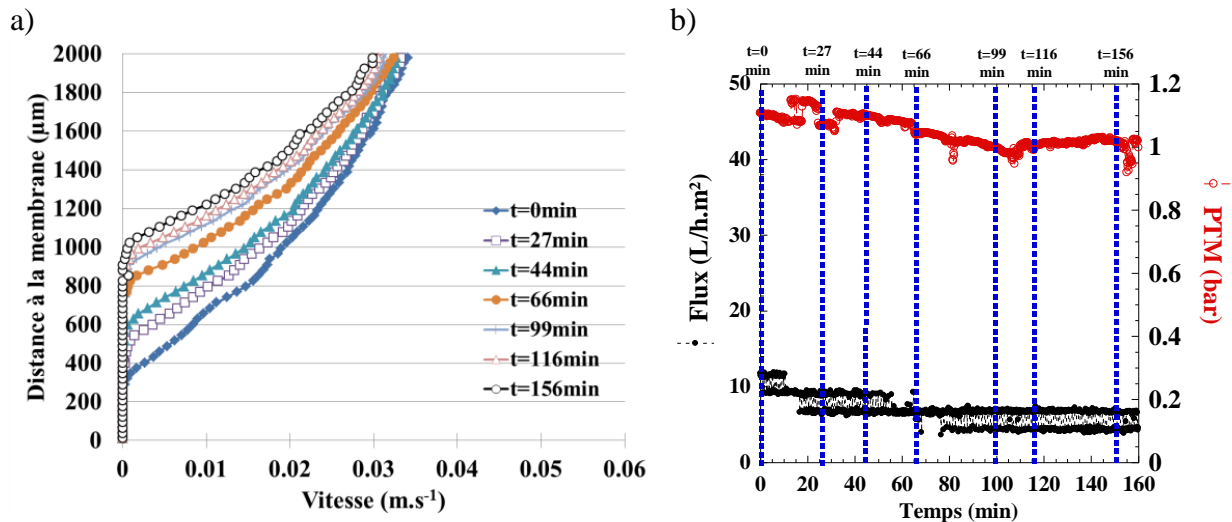 a)
2000
1800
1600
1400
1200
1000
800
600
400
200
0
Distance à la membrane (µm)
0
0.01
0.02
0.03
0.04
0.05
0.06
Vitesse (m.s⁻¹)
t=0min
t=27min
t=44min
t=66min
t=99min
t=116min
t=156min
b)
t=0 min
t=27 min
t=44 min
t=66 min
t=99 min
t=116 min
t=156 min
50
40
30
20
10
0
Flux (L/h.m²)
1.2
1
0.8
0.6
0.4
0.2
0
PTM (bar)
0
20
40
60
80
100
120
140
160
Temps (min)